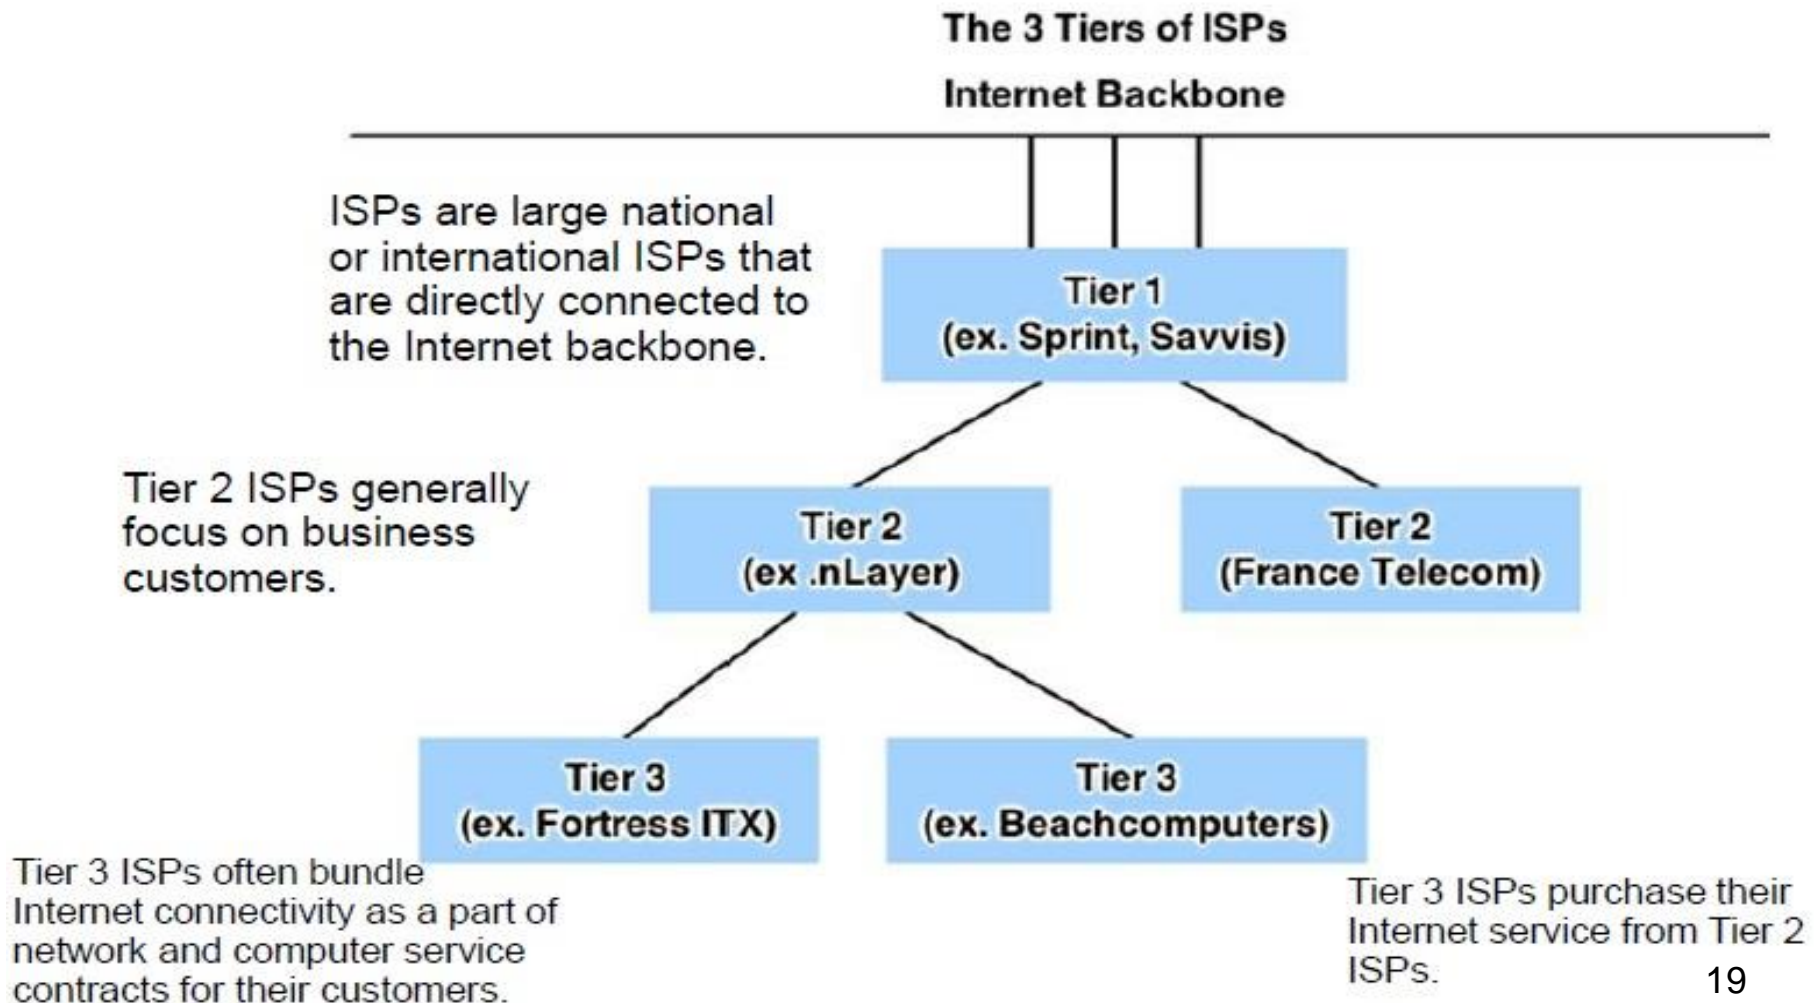 The 3 Tiers of ISPs
Internet Backbone
ISPs are large national
or international ISPs that
are directly connected to
the Internet backbone.
Tier 1
(ex. Sprint, Savvis)
Tier 2 ISPs generally
focus on business
customers.
Tier 2
(ex .nLayer)
Tier 2
(France Telecom)
Tier 3
(ex. Fortress ITX)
Tier 3
(ex. Beachcomputers)
Tier 3 ISPs often bundle
Internet connectivity as a part of
network and computer service
contracts for their customers.
Tier 3 ISPs purchase their
Internet service from Tier 2
ISPs.
19